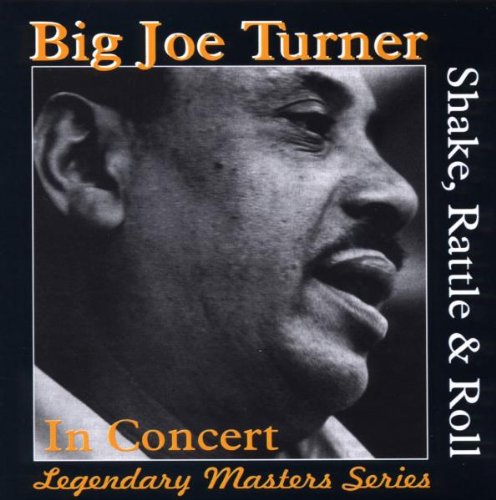 Big Joe Turner
Shake, Rattle & Roll
In Concert
Legendary Masters Series